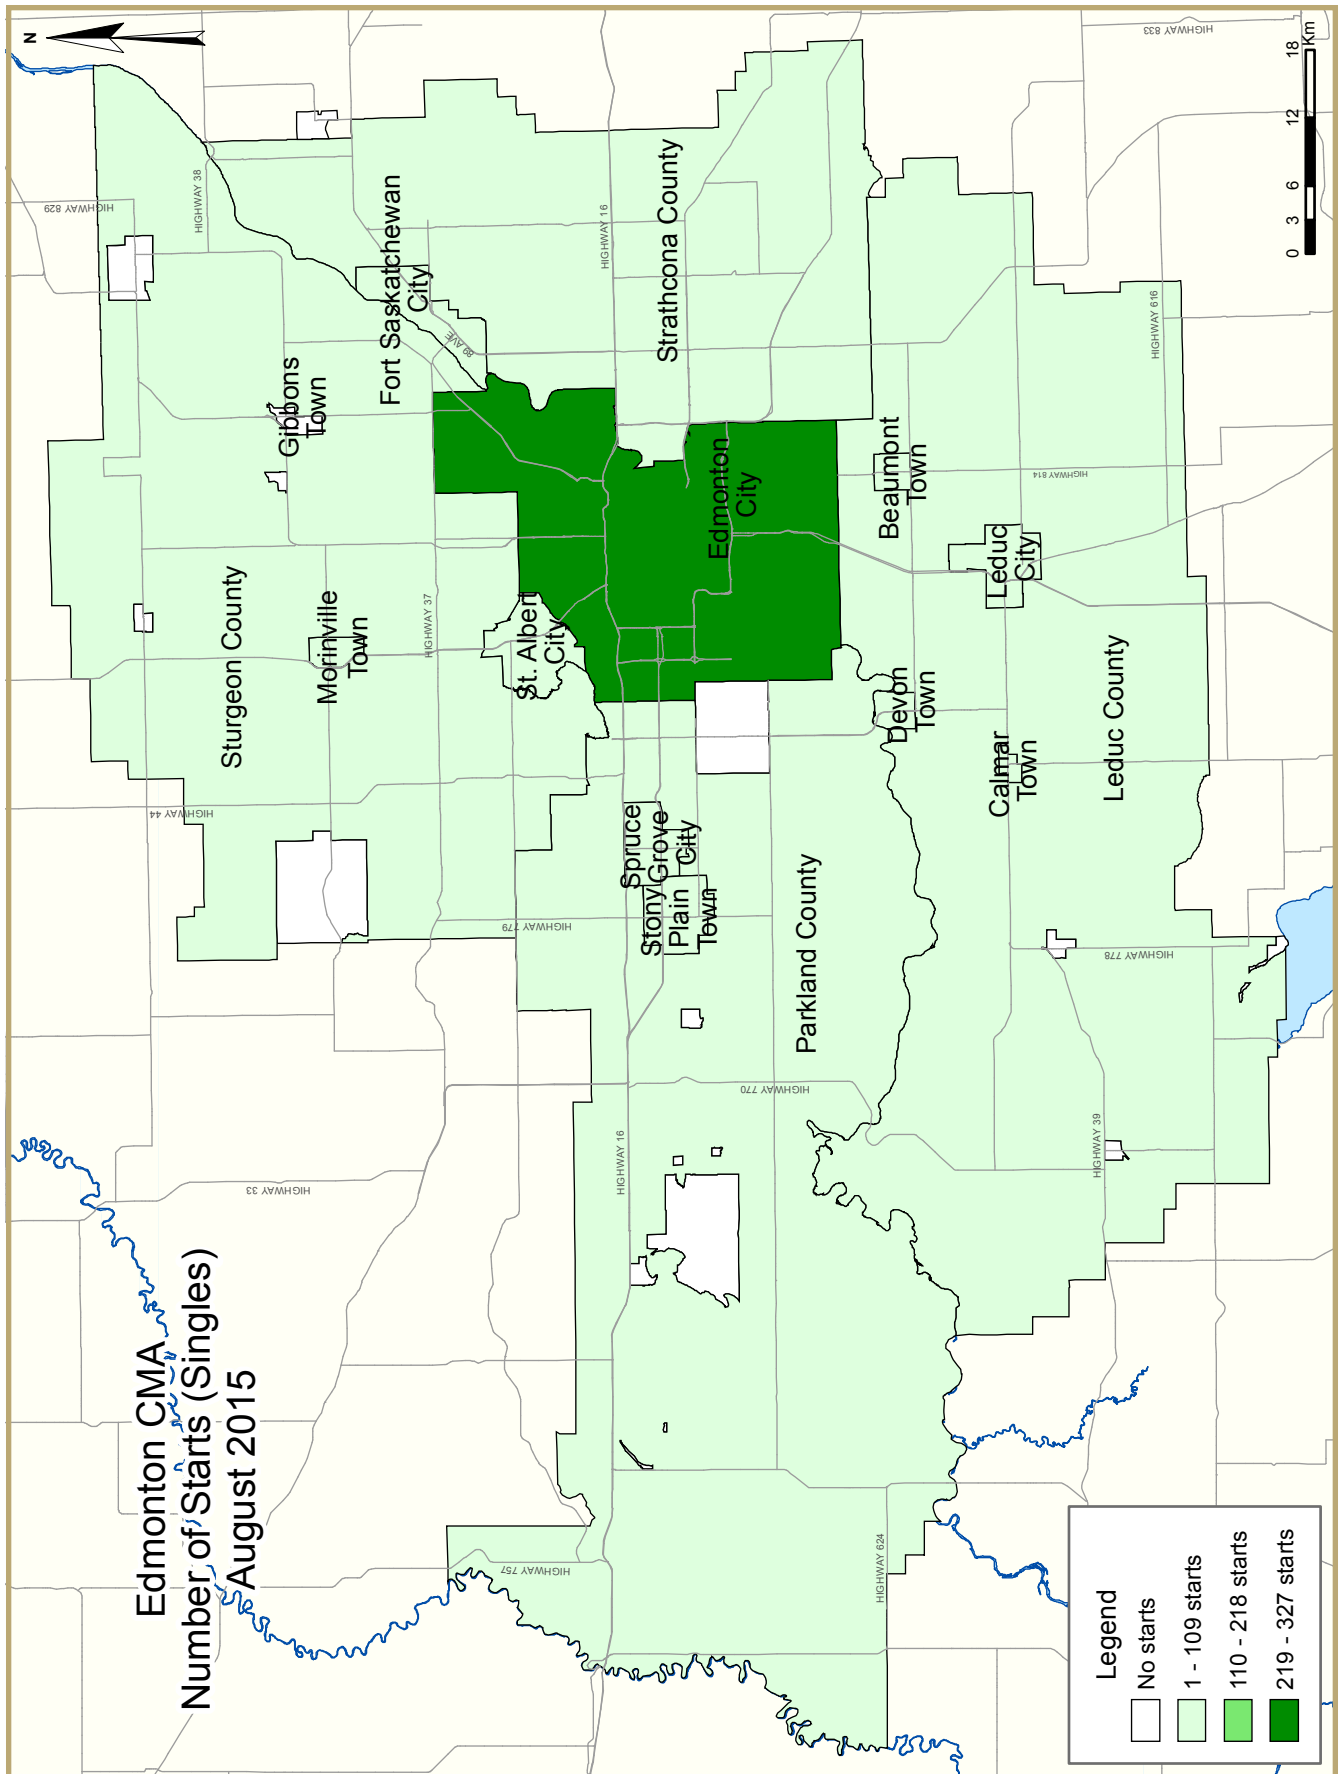 Edmonton CMA
Number of Starts (Singles)
August 2015
N
HIGHWAY 829
HIGHWAY 38
HIGHWAY 833
Fort Saskatchewan
City
89 AVE
HIGHWAY 16
Strathcona County
Gibbons
Town
Sturgeon County
Morinville
Town
HIGHWAY 37
HIGHWAY 44
St. Albert
City
Edmonton
City
Beaumont
Town
HIGHWAY 814
HIGHWAY 616
Leduc
City
Devon
Town
Calmar
Town
Leduc County
Spruce
Grove
City
Stony
Plain
Town
HIGHWAY 779
Parkland County
HIGHWAY 778
HIGHWAY 770
HIGHWAY 39
HIGHWAY 16
HIGHWAY 33
HIGHWAY 757
HIGHWAY 624
0 3 6 12 18
Km
Legend
No starts
1 - 109 starts
110 - 218 starts
219 - 327 starts